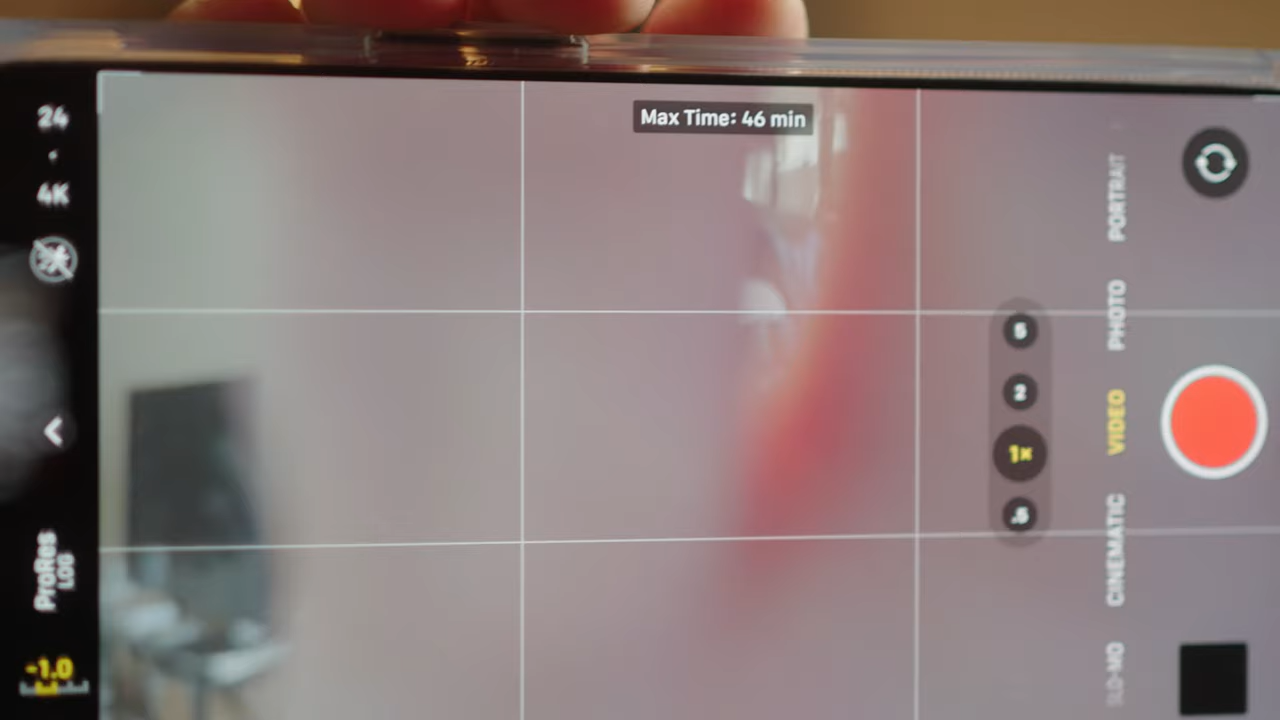 24
4K
ProRes
LOG
-1.0
Max Time: 46 min
5
2
1×
.5
PORTRAIT
PHOTO
VIDEO
CINEMATIC
SLO-MO